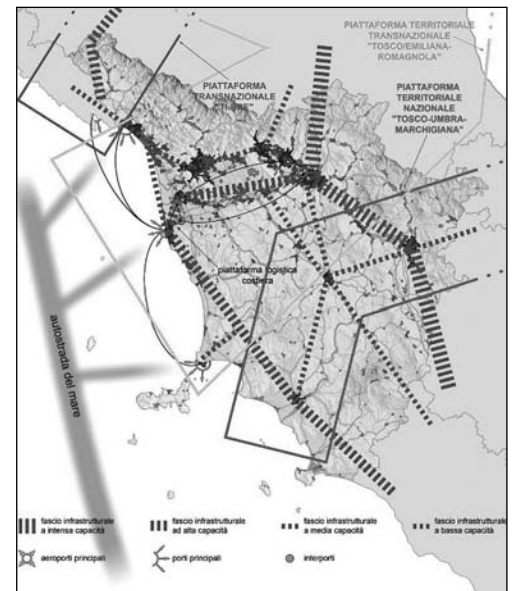 PIATTAFORMA TERRITORIALE
TRANSNAZIONALE
"TOSCO/EMILIANA-
ROMAGNOLA"
PIATTAFORMA
TRANSNAZIONALE
PIATTAFORMA
TERRITORIALE
NAZIONALE
"TOSCO-UMBRA-
MARCHIGIANA"
piattaforma logistica
costiera
autostrada del mare
fascio infrastrutturale
a intensa capacità
fascio infrastrutturale
ad alta capacità
fascio infrastrutturale
a media capacità
fascio infrastrutturale
a bassa capacità
aeroporti principali
porti principali
interporti